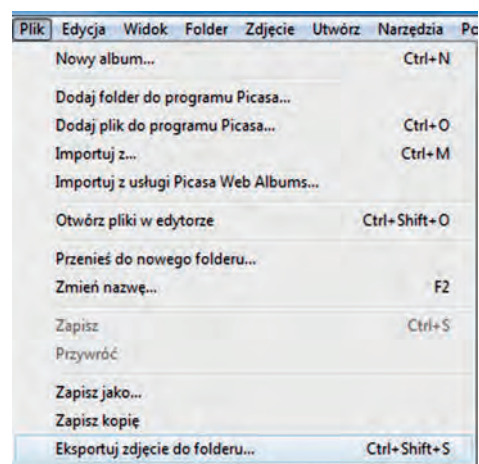 Plik Edycja Widok Folder Zdjęcie Utwórz Narzędzia
Nowy album... Ctrl+N
Dodaj folder do programu Picasa...
Dodaj plik do programu Picasa... Ctrl+O
Importuj z... Ctrl+M
Importuj z usługi Picasa Web Albums...
Otwórz pliki w edytorze Ctrl+Shift+O
Przenieś do nowego folderu...
Zmień nazwę... F2
Zapisz Ctrl+S
Przywróć
Zapisz jako...
Zapisz kopię
Eksportuj zdjęcie do folderu... Ctrl+Shift+S